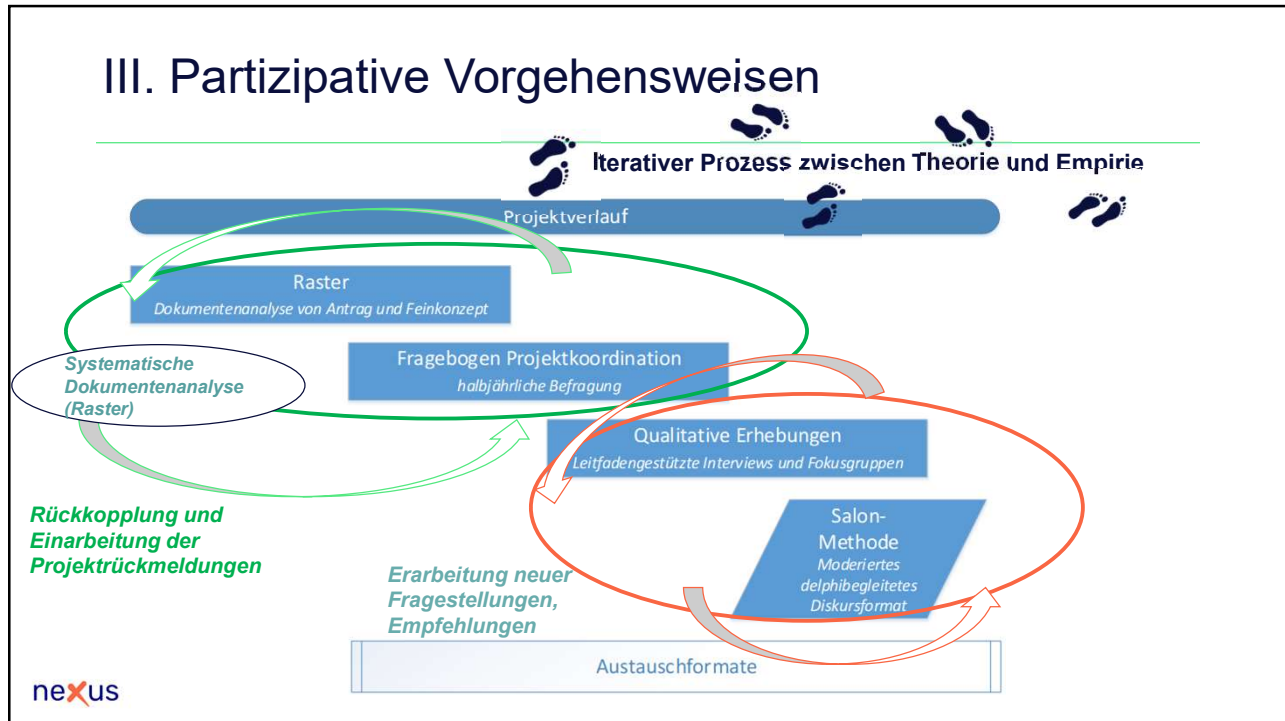 III. Partizipative Vorgehensweisen
Iterativer Prozess zwischen Theorie und Empirie
Projektverlauf
Raster
Dokumentenanalyse von Antrag und Feinkonzept
Fragebogen Projektkoordination
halbjährliche Befragung
Systematische
Dokumentenanalyse
(Raster)
Qualitative Erhebungen
Leitfadengestützte Interviews und Fokusgruppen
Rückkopplung und
Einarbeitung der
Projektrückmeldungen
Salon-
Methode
Moderiertes
delphibegleitetes
Diskursformat
Erarbeitung neuer
Fragestellungen,
Empfehlungen
Austauschformate
nexus